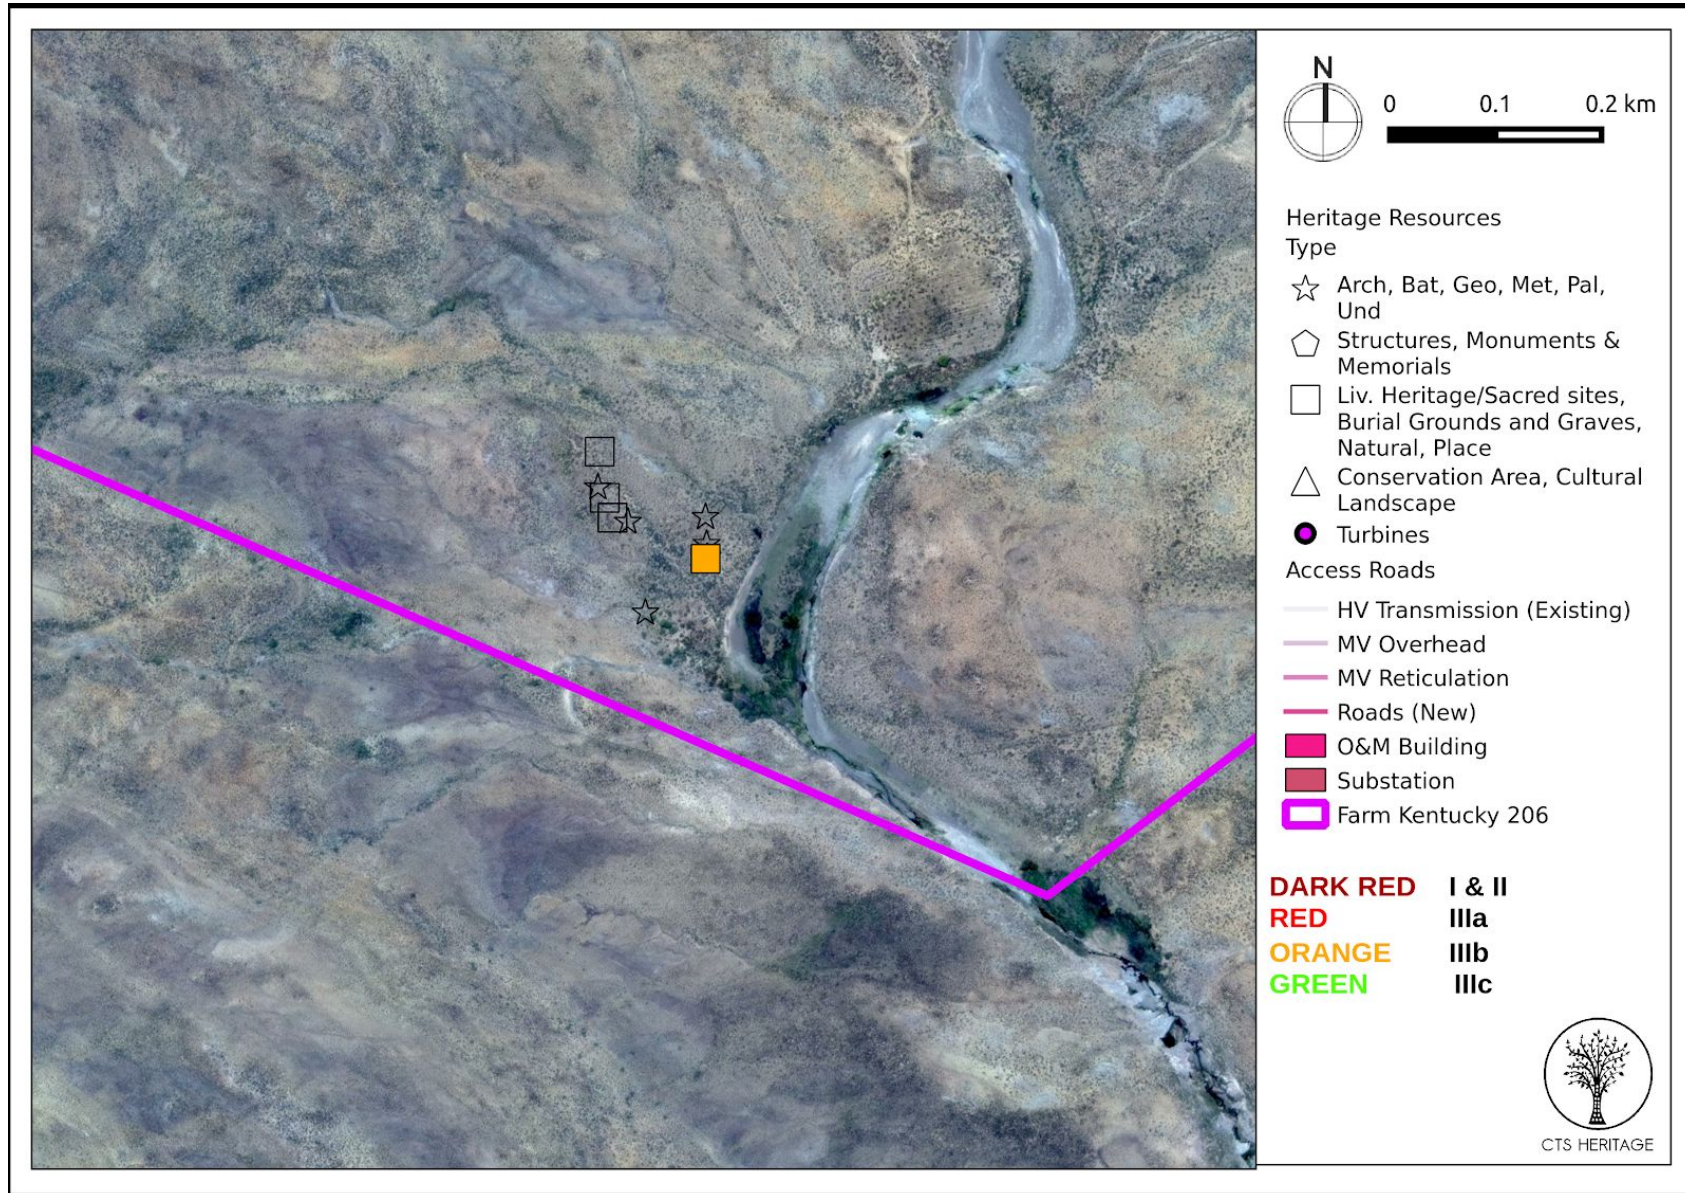 N
0 0.1 0.2 km
Heritage Resources
Type
Arch, Bat, Geo, Met, Pal,
Und
Structures, Monuments &
Memorials
Liv. Heritage/Sacred sites,
Burial Grounds and Graves,
Natural, Place
Conservation Area, Cultural
Landscape
Turbines
Access Roads
HV Transmission (Existing)
MV Overhead
MV Reticulation
Roads (New)
O&M Building
Substation
Farm Kentucky 206
DARK RED I & II
RED IIIa
ORANGE IIIb
GREEN IIIc
CTS HERITAGE